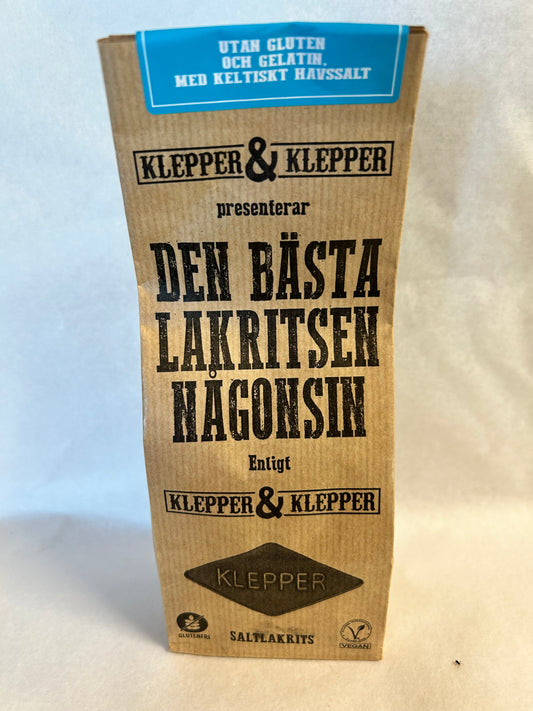 UTAN GLUTEN
OCH GELATIN.
MED KELTISKT HAVSSALT
KLEPPER & KLEPPER
presenterar
DEN BÄSTA
LAKRITSEN
NÅGONSIN
Enligt
KLEPPER & KLEPPER
KLEPPER
GLUTENFRI
SALTLAKRITS
VEGAN